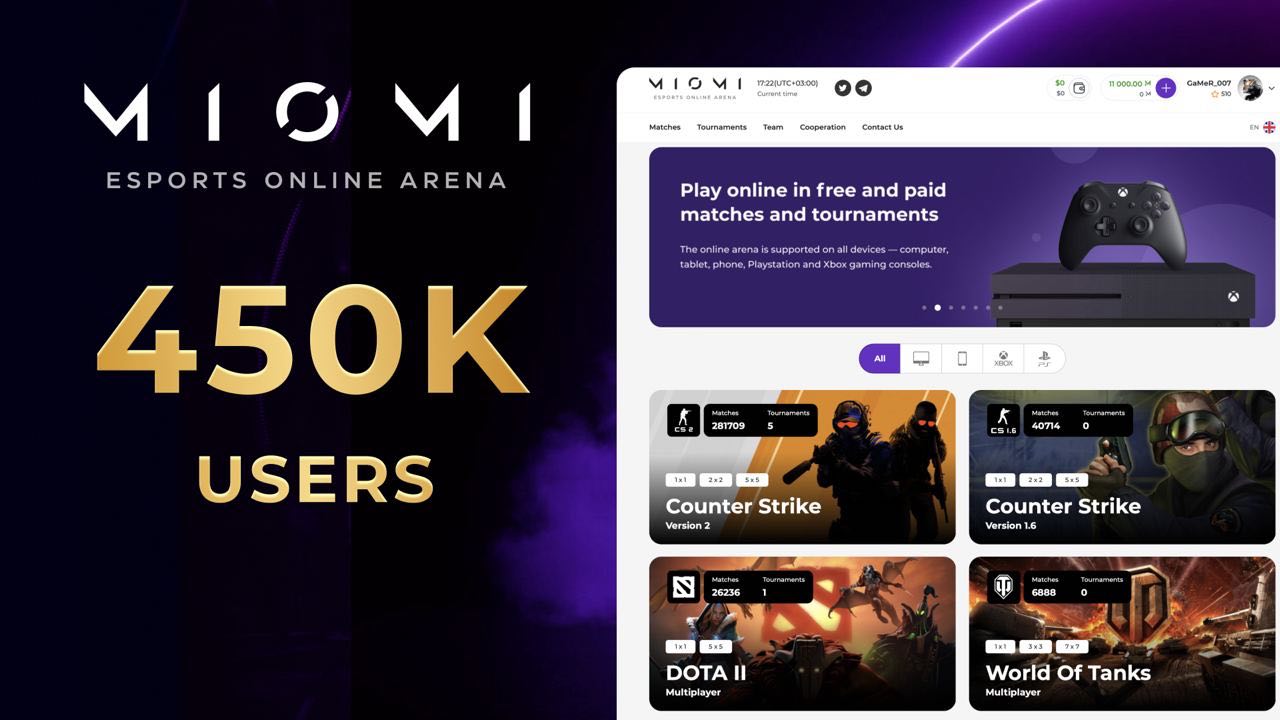 MIOMI
ESPORTS ONLINE ARENA
450K
USERS
MIOMI
ESPORTS ONLINE ARENA
17:22(UTC+03:00)
Current time
$0
$0
11 000.00 M
0 M
GaMeR_007
510
Matches Tournaments Team Cooperation Contact Us
EN
Play online in free and paid
matches and tournaments
The online arena is supported on all devices — computer,
tablet, phone, Playstation and Xbox gaming consoles.
All
XBOX
PS
CS 2
Matches Tournaments
281709 5
1 x 1 2 x 2 5 x 5
Counter Strike
Version 2
CS 1.6
Matches Tournaments
40714 0
1 x 1 2 x 2 5 x 5
Counter Strike
Version 1.6
Matches Tournaments
26236 1
1 x 1 5 x 5
DOTA II
Multiplayer
Matches Tournaments
6888 0
1 x 1 3 x 3 7 x 7
World Of Tanks
Multiplayer